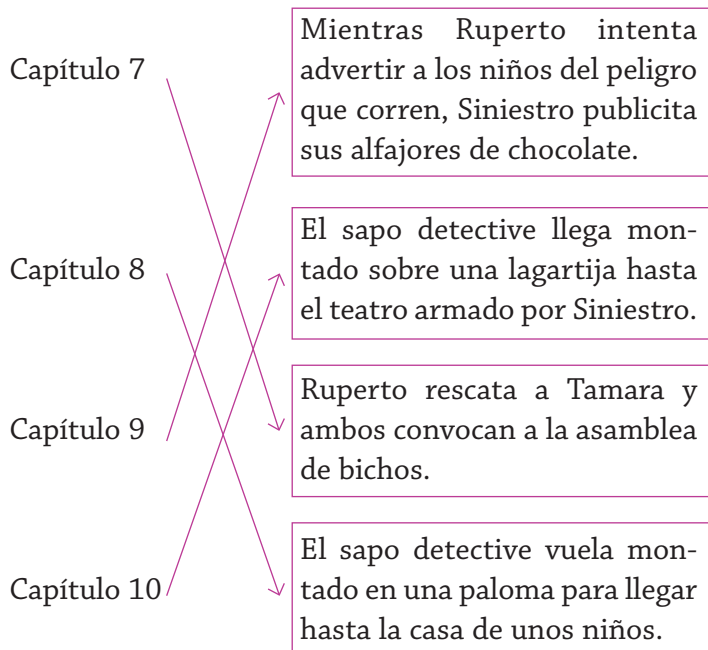 Capítulo 7
Mientras Ruperto intenta
advertir a los niños del peligro
que corren, Siniestro publicita
sus alfajores de chocolate.
Capítulo 8
El sapo detective llega mon-
tado sobre una lagartija hasta
el teatro armado por Siniestro.
Capítulo 9
Ruperto rescata a Tamara y
ambos convocan a la asamblea
de bichos.
Capítulo 10
El sapo detective vuela mon-
tado en una paloma para llegar
hasta la casa de unos niños.